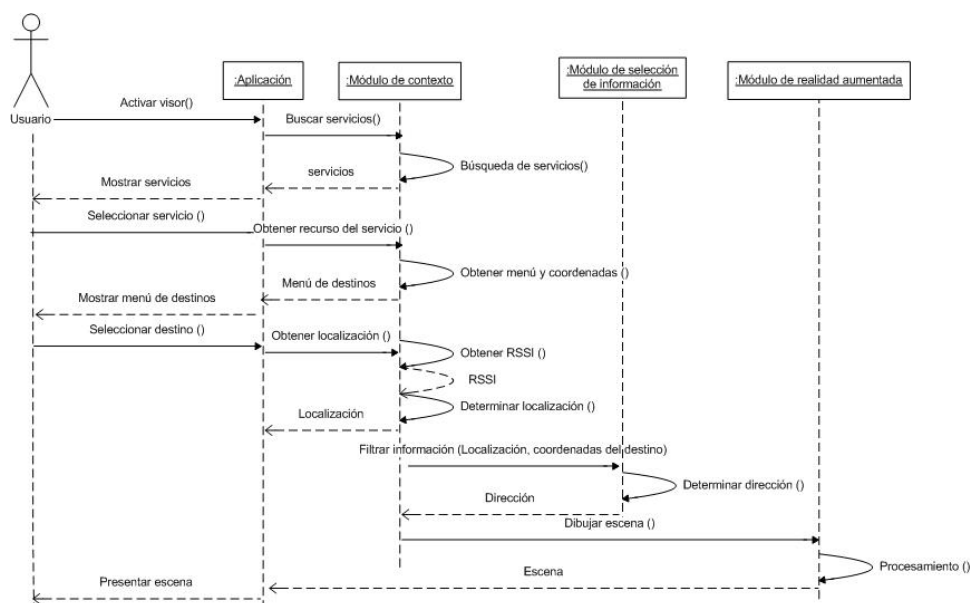 :Aplicación
:Módulo de contexto
:Módulo de selección
de información
:Módulo de realidad aumentada
Usuario
Activar visor()
Buscar servicios()
Búsqueda de servicios()
servicios
Mostrar servicios
Seleccionar servicio ()
Obtener recurso del servicio ()
Obtener menú y coordenadas ()
Menú de destinos
Mostrar menú de destinos
Seleccionar destino ()
Obtener localización ()
Obtener RSSI ()
RSSI
Determinar localización ()
Localización
Filtrar información (Localización, coordenadas del destino)
Determinar dirección ()
Dirección
Dibujar escena ()
Procesamiento ()
Escena
Presentar escena